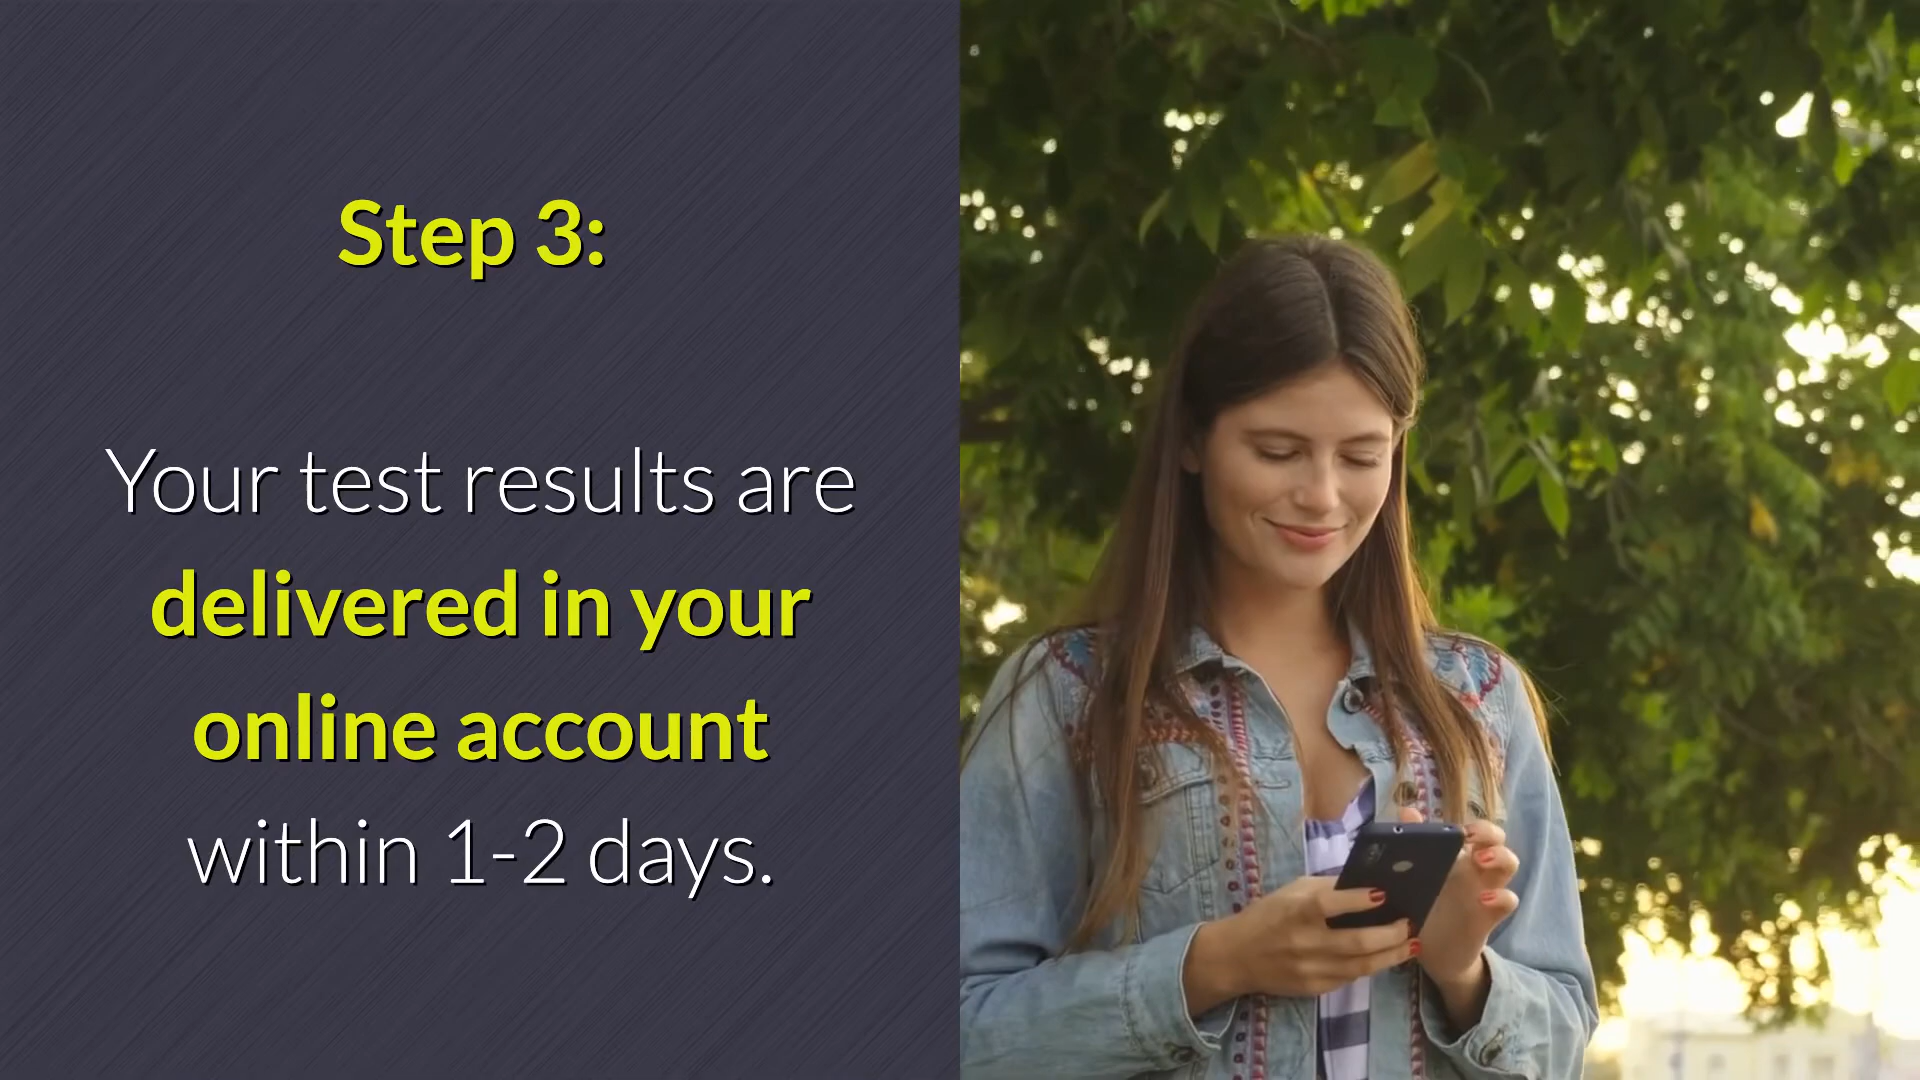 Step 3:
Your test results are
delivered in your
online account
within 1-2 days.